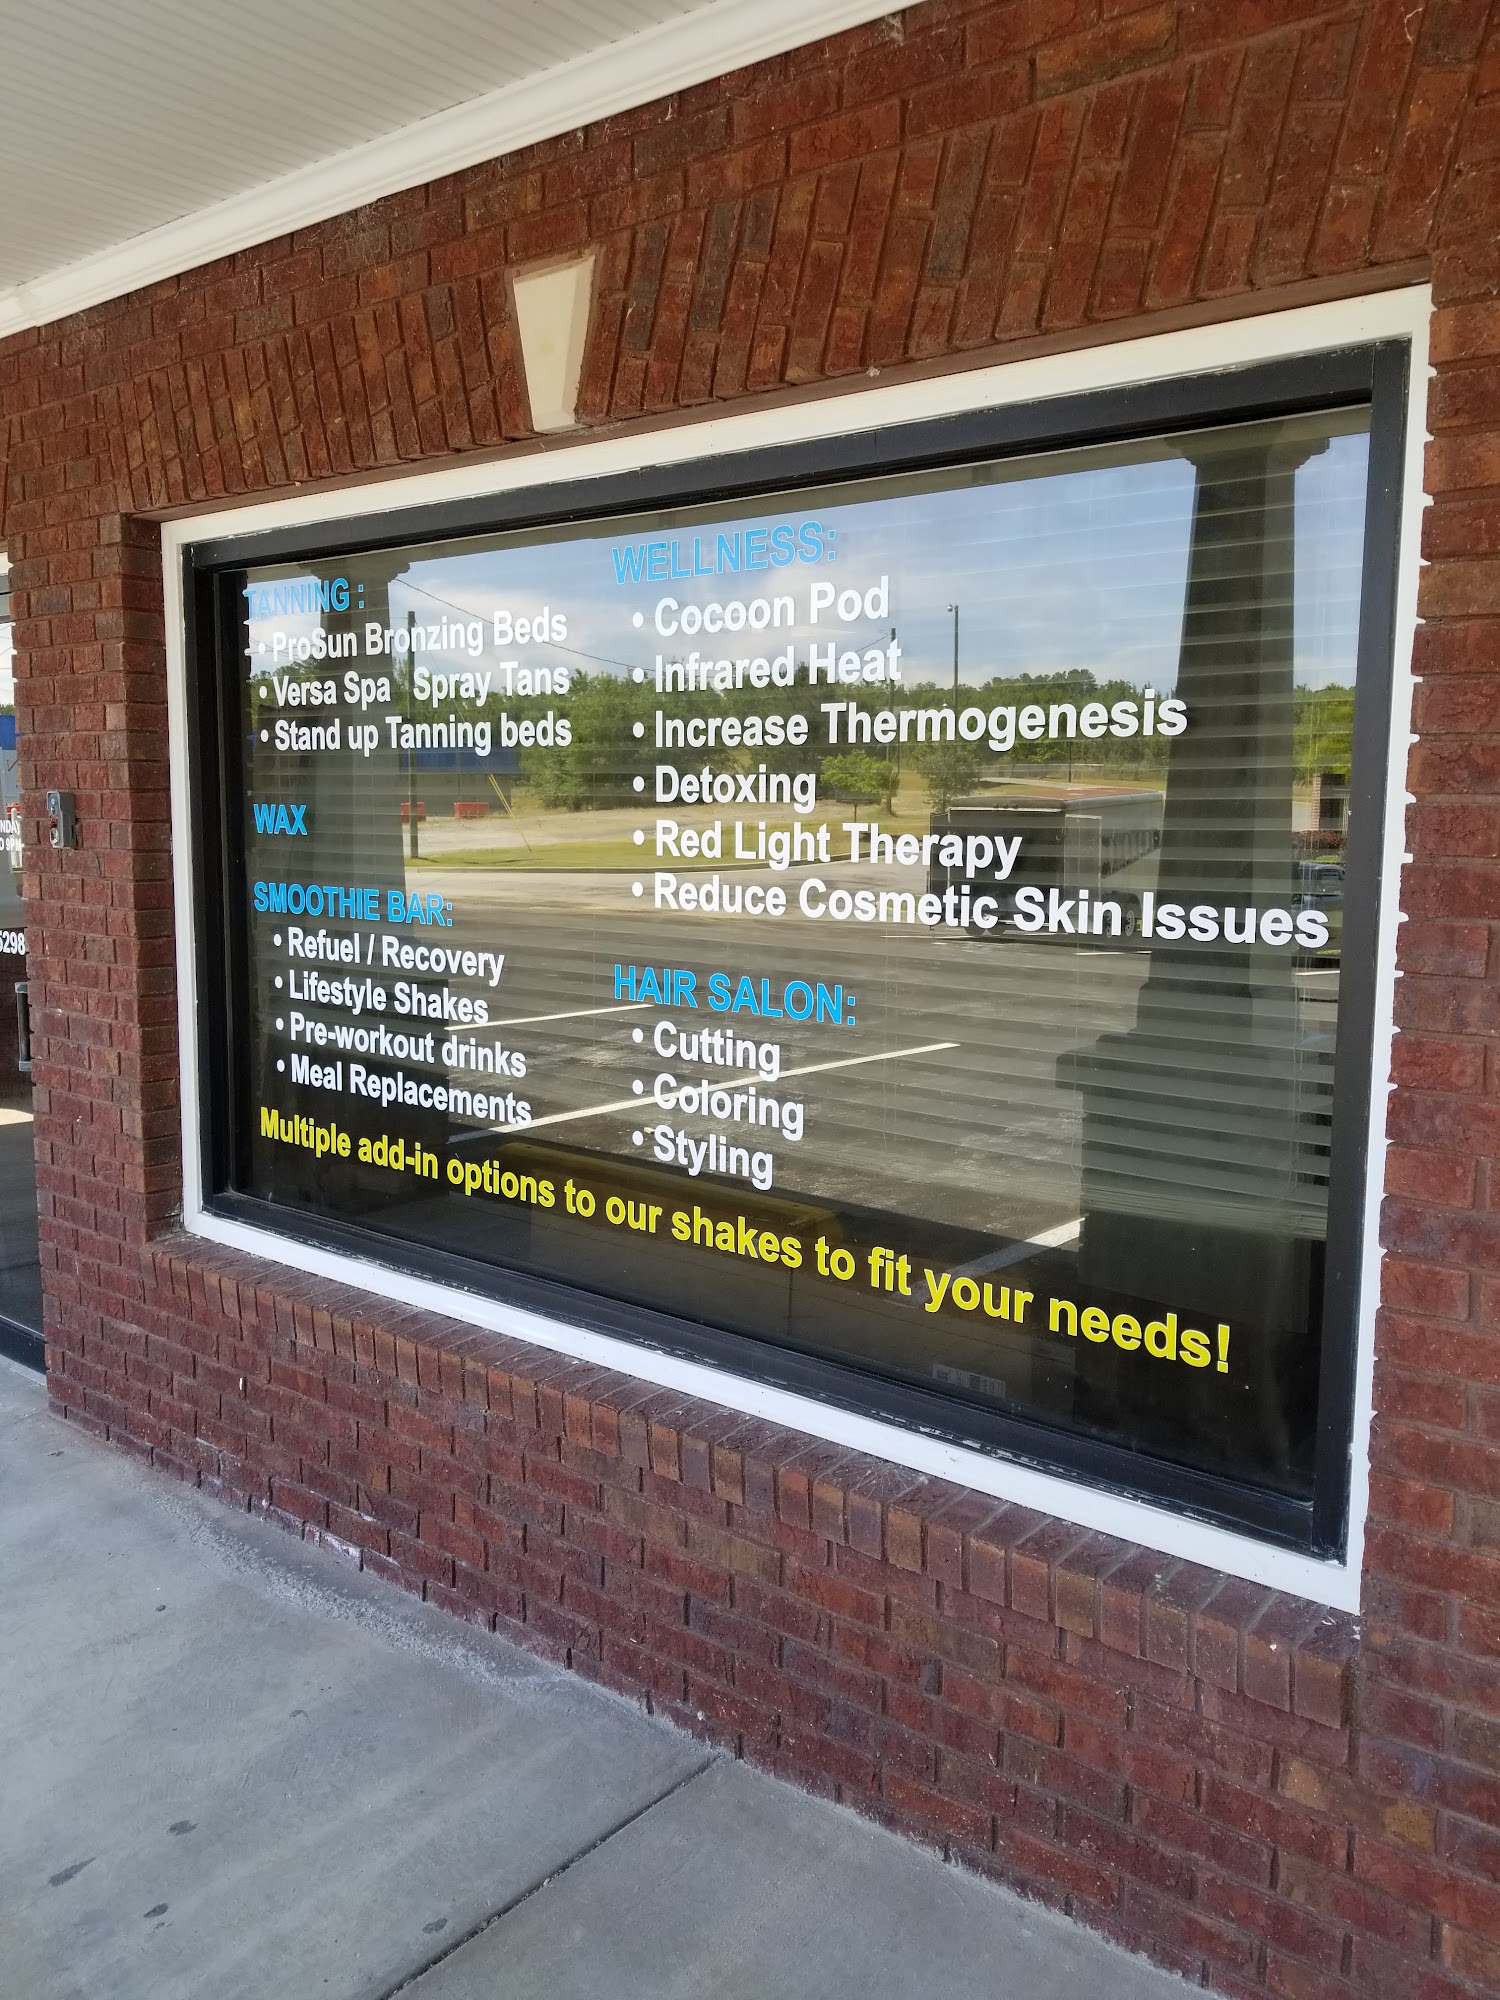 TANNING :
• ProSun Bronzing Beds
• Versa Spa Spray Tans
• Stand up Tanning beds
WAX
SMOOTHIE BAR:
• Refuel / Recovery
• Lifestyle Shakes
• Pre-workout drinks
• Meal Replacements
WELLNESS:
• Cocoon Pod
• Infrared Heat
• Increase Thermogenesis
• Detoxing
• Red Light Therapy
• Reduce Cosmetic Skin Issues
HAIR SALON:
• Cutting
• Coloring
• Styling
Multiple add-in options to our shakes to fit your needs!
9PM
5298